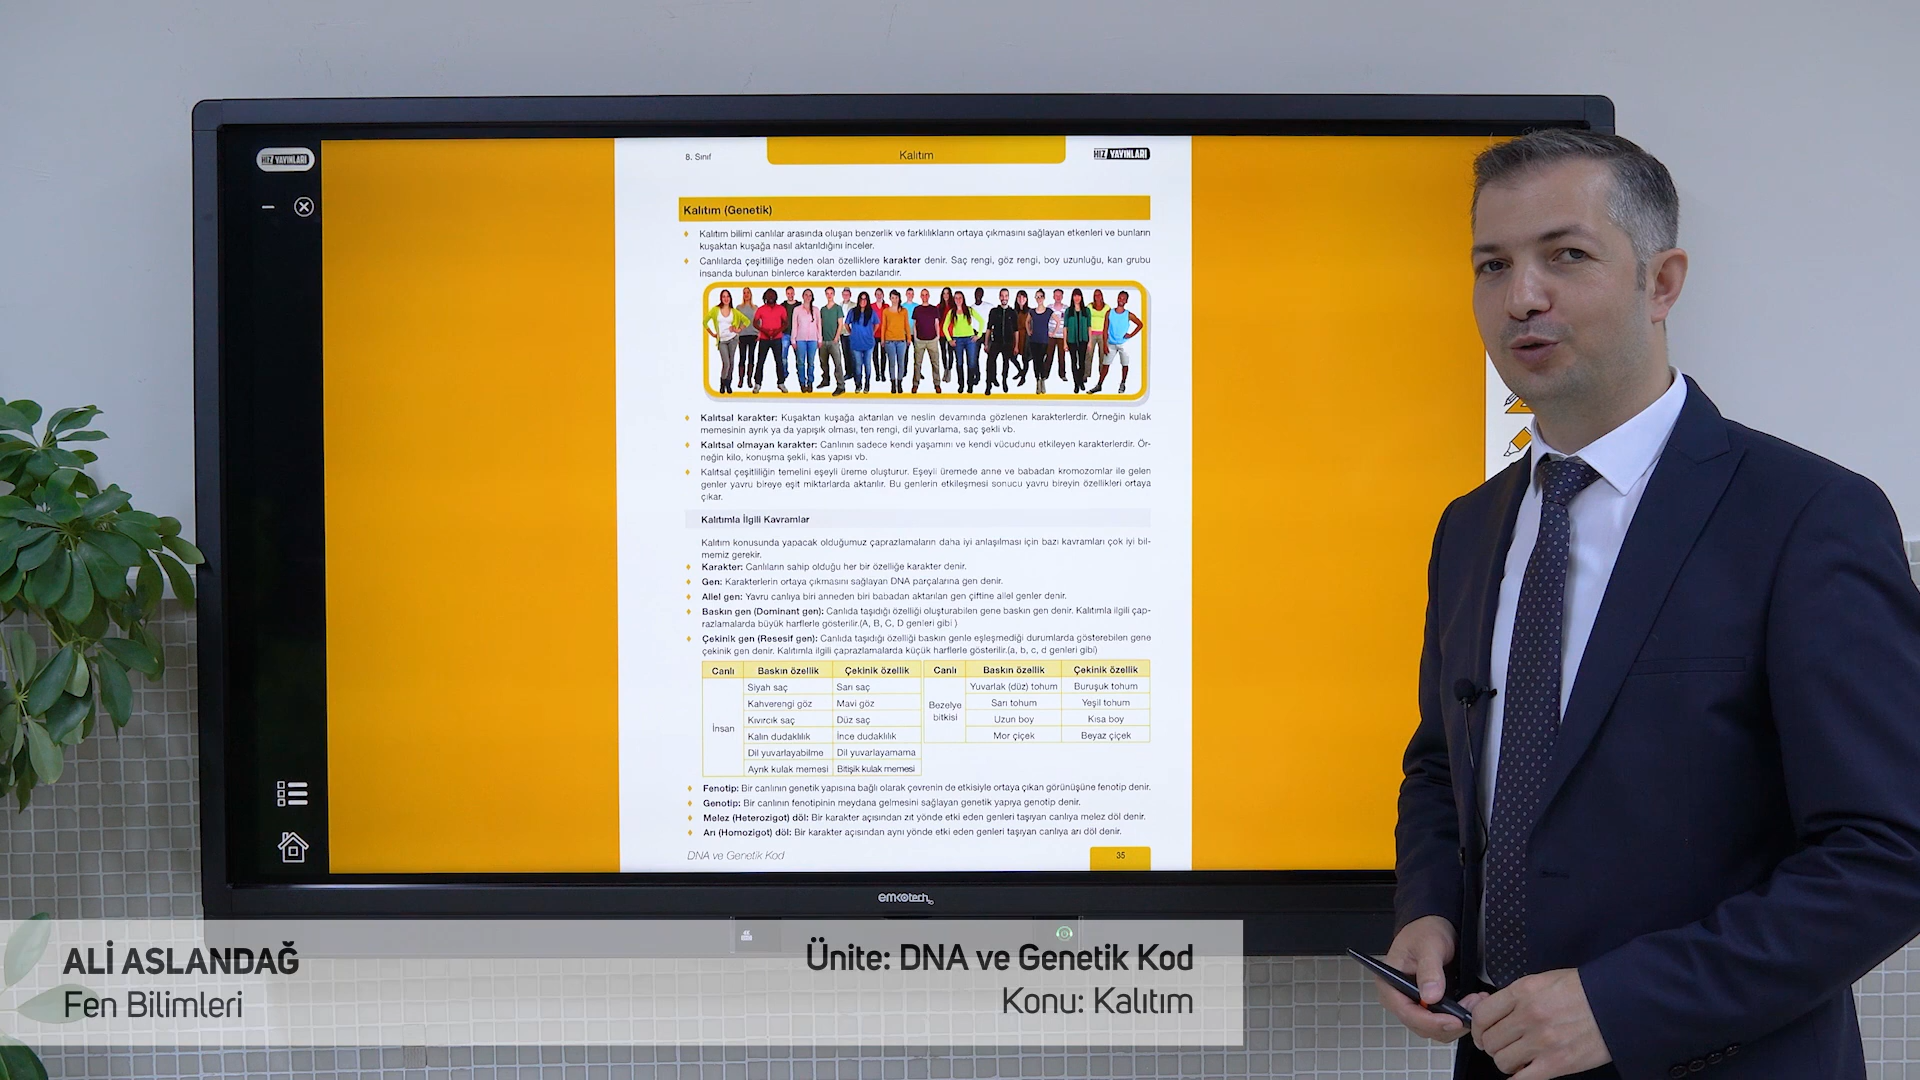 HIZ YAYINLARI
8. Sınıf
Kalıtım
HIZ YAYINLARI
Kalıtım (Genetik)
Kalıtım bilimi canlılar arasında oluşan benzerlik ve farklılıkların ortaya çıkmasını sağlayan etkenleri ve bunların
kuşaktan kuşağa nasıl aktarıldığını inceler.
Canlılarda çeşitliliğe neden olan özelliklere karakter denir. Saç rengi, göz rengi, boy uzunluğu, kan grubu
insanda bulunan binlerce karakterden bazılarıdır.
Kalıtsal karakter: Kuşaktan kuşağa aktarılan ve neslin devamında gözlenen karakterlerdir. Örneğin kulak
memesinin ayrık ya da yapışık olması, ten rengi, dil yuvarlama, saç şekli vb.
Kalıtsal olmayan karakter: Canlının sadece kendi yaşamını ve kendi vücudunu etkileyen karakterlerdir. Ör-
neğin kilo, konuşma şekli, kas yapısı vb.
Kalıtsal çeşitliliğin temelini eşeyli üreme oluşturur. Eşeyli üremede anne ve babadan kromozomlar ile gelen
genler yavru bireye eşit miktarlarda aktarılır. Bu genlerin etkileşmesi sonucu yavru bireyin özellikleri ortaya
çıkar.
Kalıtımla İlgili Kavramlar
Kalıtım konusunda yapacak olduğumuz çaprazlamaların daha iyi anlaşılması için bazı kavramları çok iyi bil-
memiz gerekir.
Karakter: Canlıların sahip olduğu her bir özelliğe karakter denir.
Gen: Karakterlerin ortaya çıkmasını sağlayan DNA parçalarına gen denir.
Allel gen: Yavru canlıya biri anneden biri babadan aktarılan gen çiftine allel genler denir.
Baskın gen (Dominant gen): Canlıda taşıdığı özelliği oluşturabilen gene baskın gen denir. Kalıtımla ilgili çap-
razlamalarda büyük harflerle gösterilir.(A, B, C, D genleri gibi )
Çekinik gen (Resesif gen): Canlıda taşıdığı özelliği baskın genle eşleşmediği durumlarda gösterebilen gene
çekinik gen denir. Kalıtımla ilgili çaprazlamalarda küçük harflerle gösterilir.(a, b, c, d genleri gibi)
Canlı Baskın özellik Çekinik özellik Canlı Baskın özellik Çekinik özellik
Siyah saç Sarı saç Yuvarlak (düz) tohum Buruşuk tohum
Kahverengi göz Mavi göz Bezelye bitkisi Sarı tohum Yeşil tohum
İnsan Kıvırcık saç Düz saç Uzun boy Kısa boy
Kalın dudaklılık İnce dudaklılık Mor çiçek Beyaz çiçek
Dil yuvarlayabilme Dil yuvarlayamama
Ayrık kulak memesi Bitişik kulak memesi
Fenotip: Bir canlının genetik yapısına bağlı olarak çevrenin de etkisiyle ortaya çıkan görünüşüne fenotip denir.
Genotip: Bir canlının fenotipinin meydana gelmesini sağlayan genetik yapıya genotip denir.
Melez (Heterozigot) döl: Bir karakter açısından zıt yönde etki eden genleri taşıyan canlıya melez döl denir.
Arı (Homozigot) döl: Bir karakter açısından aynı yönde etki eden genleri taşıyan canlıya arı döl denir.
DNA ve Genetik Kod
35
emkotech
ALİ ASLANDAĞ
Fen Bilimleri
Ünite: DNA ve Genetik Kod
Konu: Kalıtım